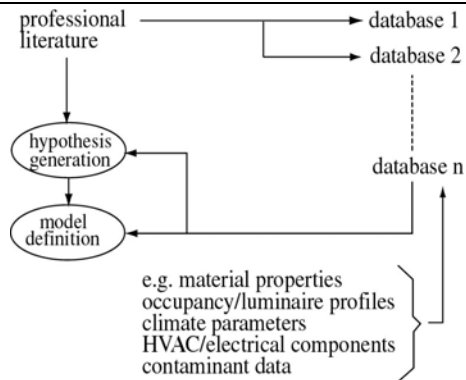 professional
literature
database 1
database 2
hypothesis
generation
database n
model
definition
e.g. material properties
occupancy/luminaire profiles
climate parameters
HVAC/electrical components
contaminant data